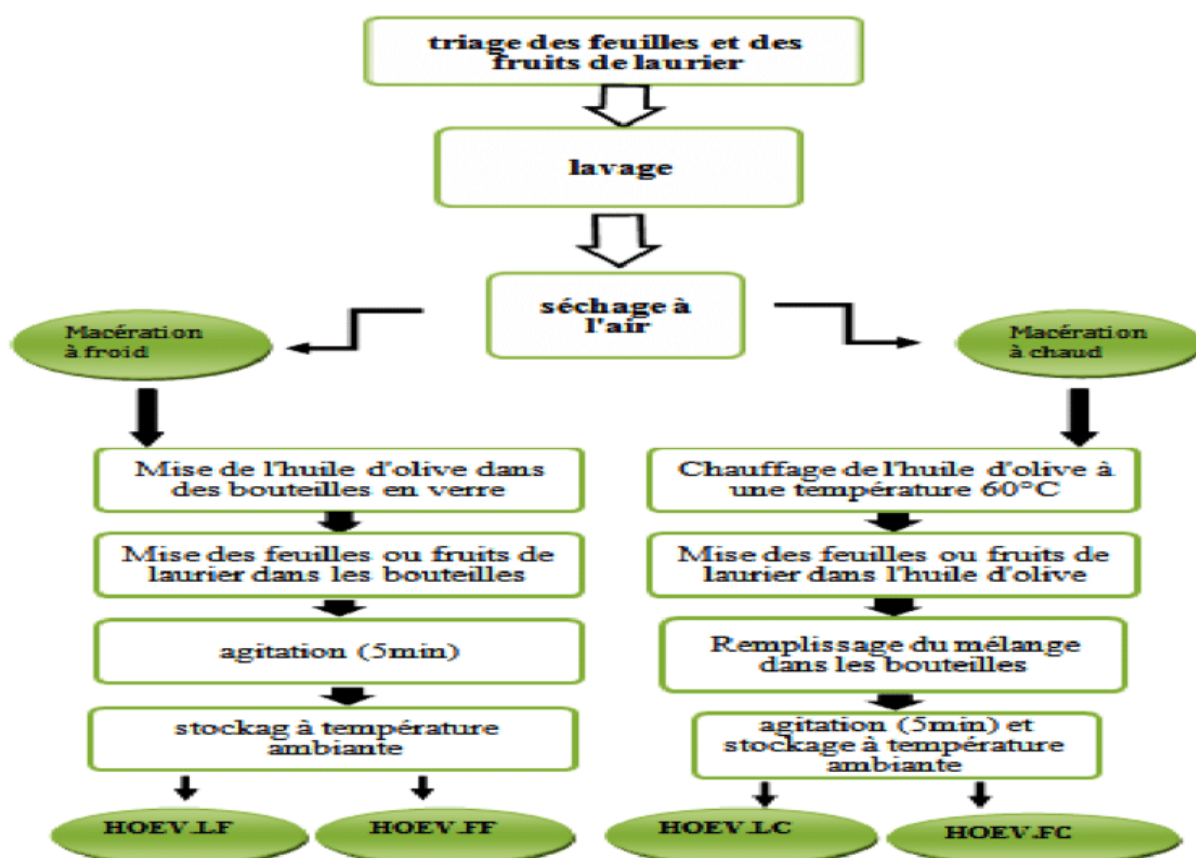 triage des feuilles et des
fruits de laurier
lavage
séchage à
l'air
Macération
à froid
Mise de l'huile d'olive dans
des bouteilles en verre
Mise des feuilles ou fruits de
laurier dans les bouteilles
agitation (5min)
stockag à température
ambiante
HOEV.LF
HOEV.FF
Macération
à chaud
Chauffage de l'huile d'olive à
une température 60°C
Mise des feuilles ou fruits de
laurier dans l'huile d'olive
Remplissage du mélange
dans les bouteilles
agitation (5min) et
stockage à température
ambiante
HOEV.LC
HOEV.FC